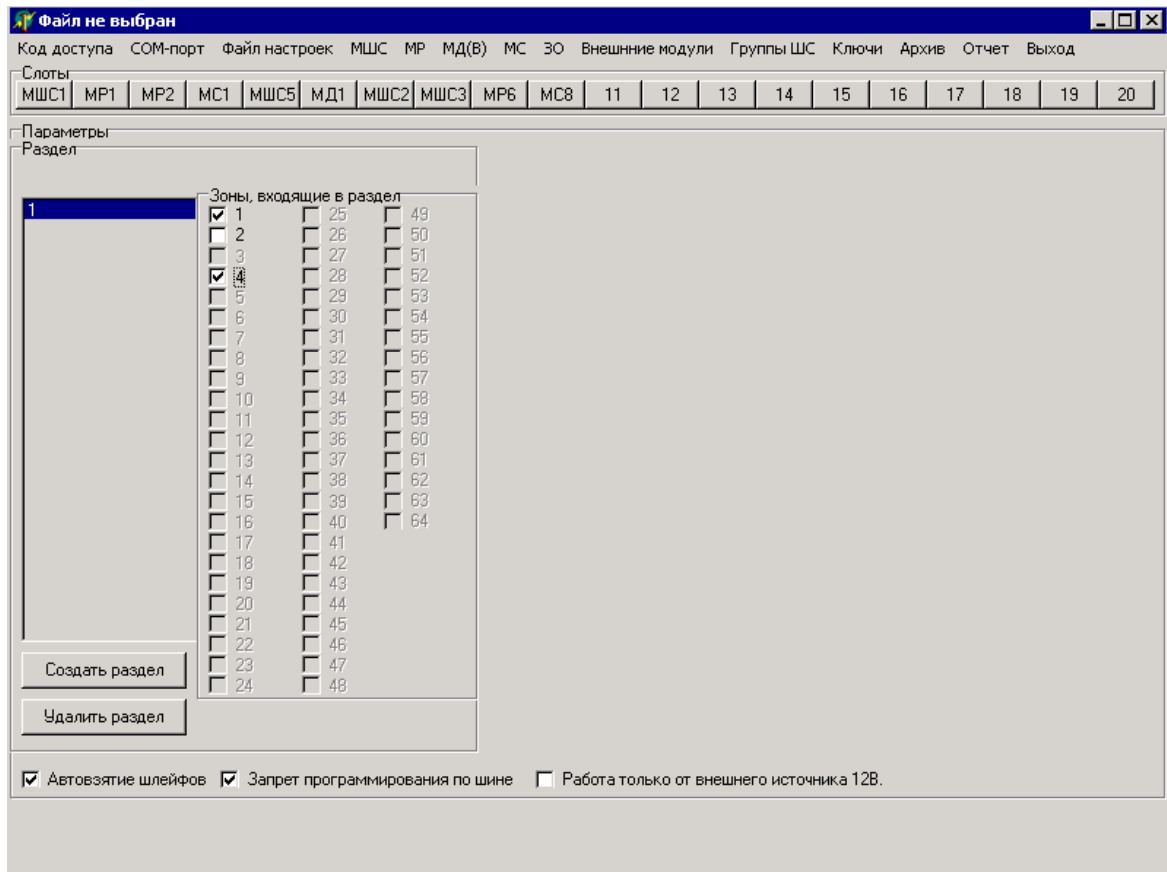 Файл не выбран
Код доступа COM-порт Файл настроек МШС МР МД(В) МС ЗО Внешнние модули Группы ШС Ключи Архив Отчет Выход
Слоты
МШС1 МР1 МР2 МС1 МШС5 МД1 МШС2 МШС3 МР6 МС8 11 12 13 14 15 16 17 18 19 20
Параметры
Раздел
Зоны, входящие в раздел
1
1 25 49
2 26 50
3 27 51
4 28 52
5 29 53
6 30 54
7 31 55
8 32 56
9 33 57
10 34 58
11 35 59
12 36 60
13 37 61
14 38 62
15 39 63
16 40 64
17 41
18 42
19 43
20 44
21 45
22 46
23 47
24 48
Создать раздел
Удалить раздел
Автовзятие шлейфов Запрет программирования по шине Работа только от внешнего источника 12В.